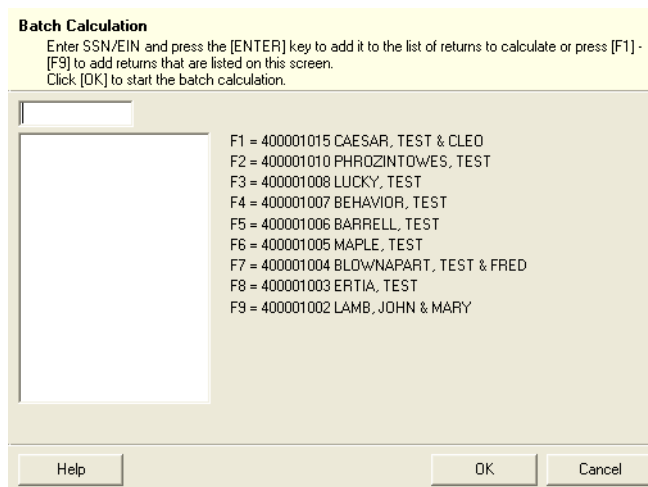 Batch Calculation
Enter SSN/EIN and press the [ENTER] key to add it to the list of returns to calculate or press [F1] -
[F9] to add returns that are listed on this screen.
Click [OK] to start the batch calculation.
F1 = 400001015 CAESAR, TEST & CLEO
F2 = 400001010 PHROZINTOWES, TEST
F3 = 400001008 LUCKY, TEST
F4 = 400001007 BEHAVIOR, TEST
F5 = 400001006 BARRELL, TEST
F6 = 400001005 MAPLE, TEST
F7 = 400001004 BLOWNAPART, TEST & FRED
F8 = 400001003 ERTIA, TEST
F9 = 400001002 LAMB, JOHN & MARY
Help OK Cancel